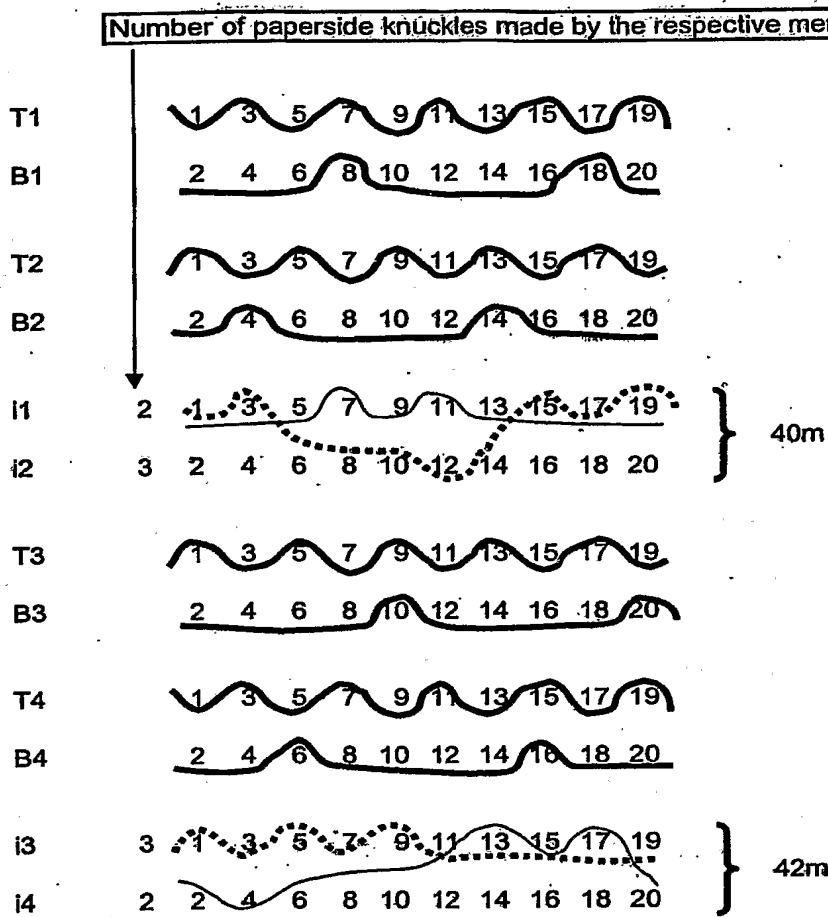 Number of paperside knuckles made by the respective
T1 1 3 5 7 9 11 13 15 17 19
B1 2 4 6 8 10 12 14 16 18 20
T2 1 3 5 7 9 11 13 15 17 19
B2 2 4 6 8 10 12 14 16 18 20
i1 2 1 3 5 7 9 11 13 15 17 19
40m
i2 3 2 4 6 8 10 12 14 16 18 20
T3 1 3 5 7 9 11 13 15 17 19
B3 2 4 6 8 10 12 14 16 18 20
T4 1 3 5 7 9 11 13 15 17 19
B4 2 4 6 8 10 12 14 16 18 20
i3 3 1 3 5 7 9 11 13 15 17 19
42m
i4 2 2 4 6 8 10 12 14 16 18 20